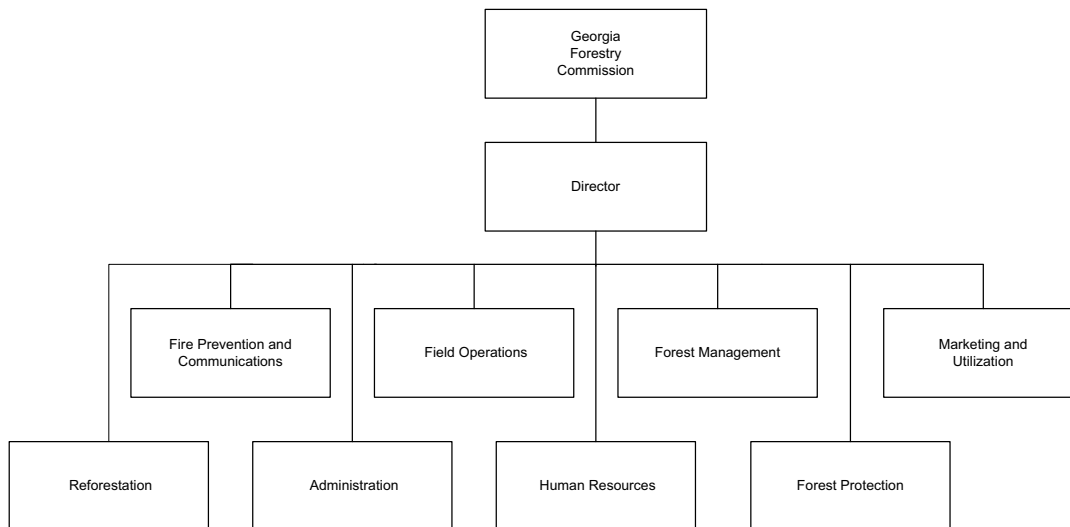 Georgia
Forestry
Commission
Director
Fire Prevention and
Communications
Field Operations
Forest Management
Marketing and
Utilization
Reforestation
Administration
Human Resources
Forest Protection